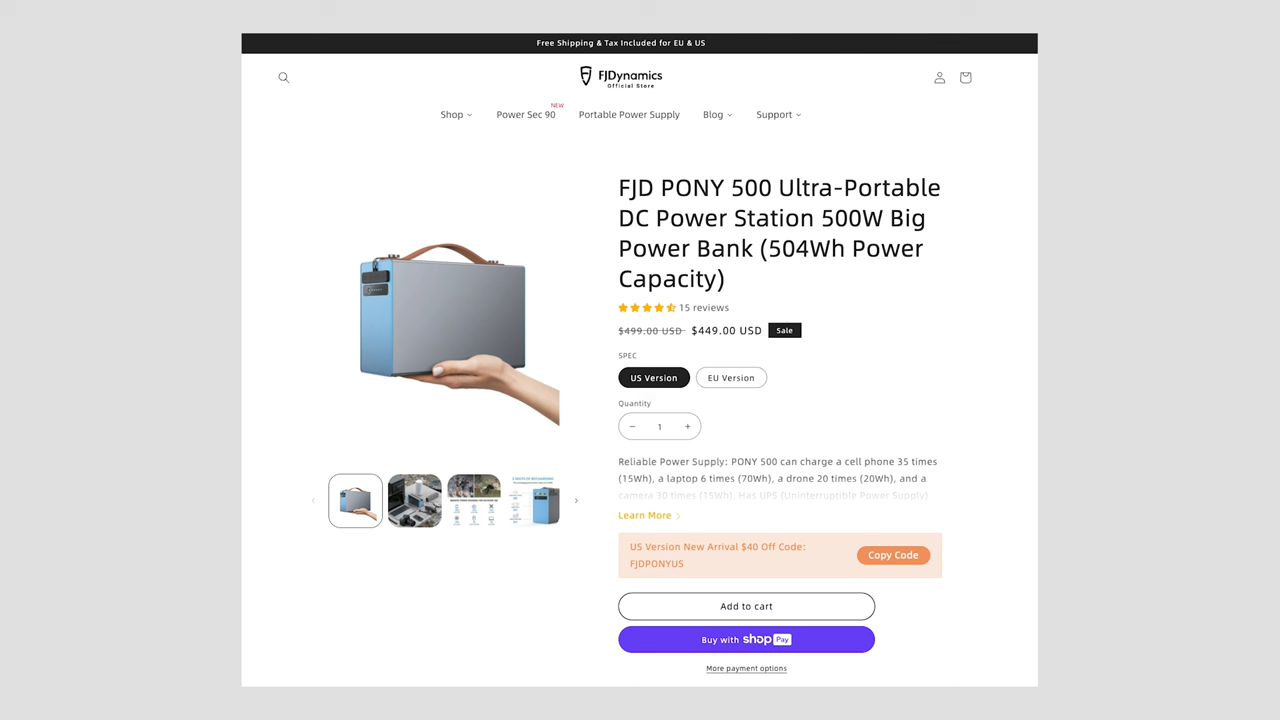 Free Shipping & Tax Included for EU & US
FJDynamics
Official Store
NEW
Shop
Power Sec 90
Portable Power Supply
Blog
Support
FJD PONY 500 Ultra-Portable
DC Power Station 500W Big
Power Bank (504Wh Power
Capacity)
15 reviews
$499.00 USD $449.00 USD Sale
SPEC
US Version
EU Version
Quantity
− 1 +
Reliable Power Supply: PONY 500 can charge a cell phone 35 times
(15Wh), a laptop 6 times (70Wh), a drone 20 times (20Wh), and a
camera 30 times (15Wh). Has UPS (Uninterruptible Power Supply)
Learn More
US Version New Arrival $40 Off Code:
FJDPONYUS
Copy Code
Add to cart
Buy with shop Pay
More payment options